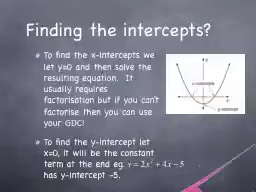 Finding the intercepts?
To find the x-intercepts we
let y=0 and then solve the
resulting equation. It
usually requires
factorisation but if you can't
factorise then you can use
your GDC!
To find the y-intercept let
x=0, it will be the constant
term at the end eg. y = 2x² + 4x − 5
has y-intercept -5.
x-intercepts
y-intercept